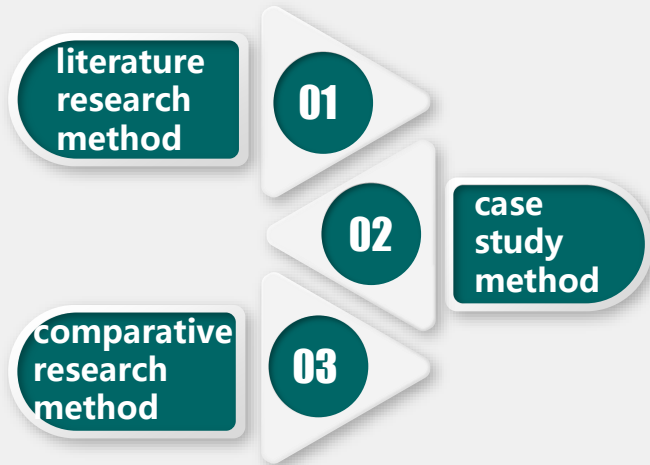 literature
research
method
01
02
case
study
method
comparative
research
method
03